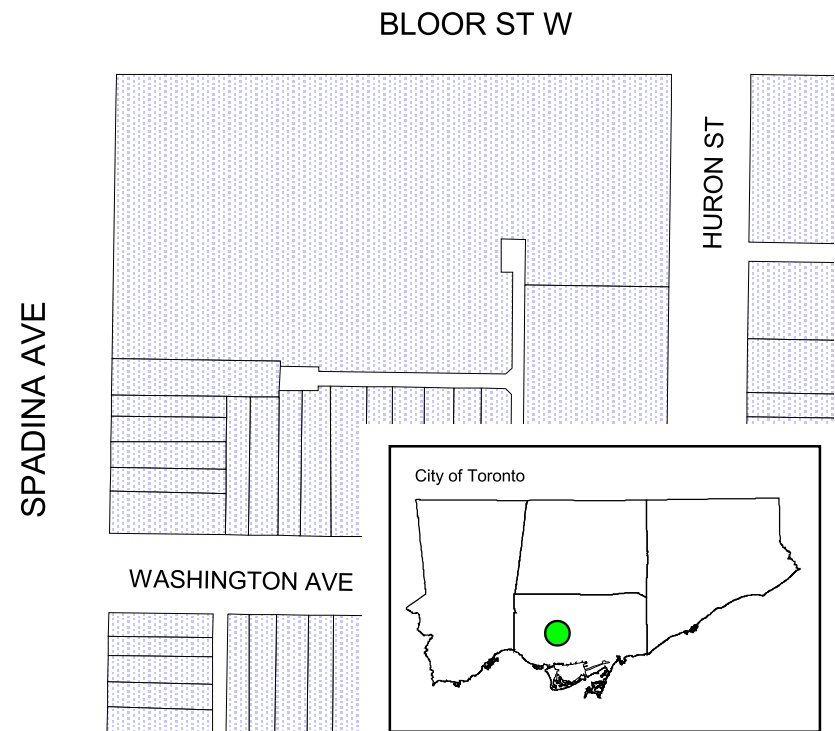 BLOOR ST W
HURON ST
SPADINA AVE
City of Toronto
WASHINGTON AVE